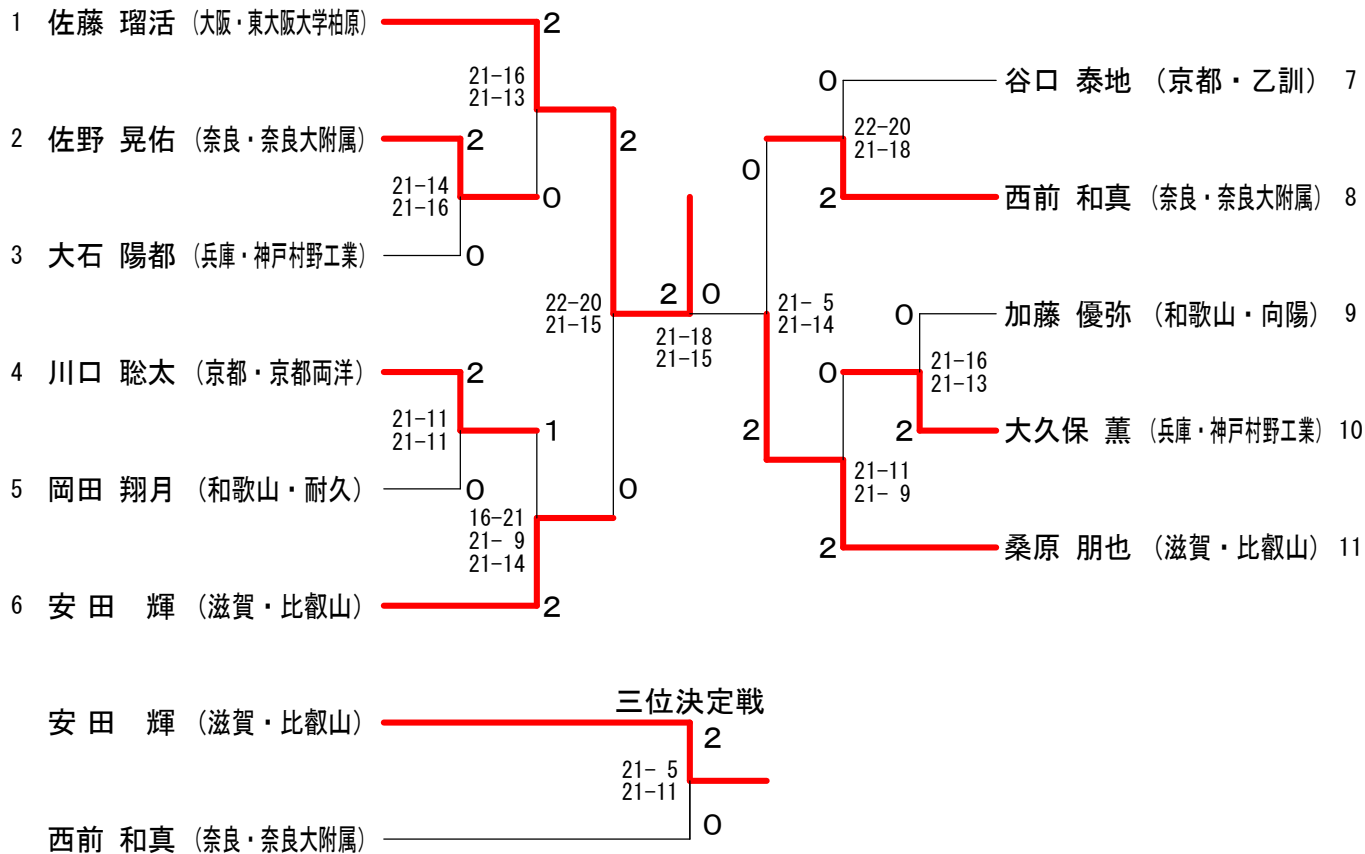 1 佐藤 瑠活 （大阪・東大阪大学柏原）
2
21-16
21-13
2 佐野 晃佑 （奈良・奈良大附属）
2
21-14
21-16
0
3 大石 陽都 （兵庫・神戸村野工業）
0
2
22-20
21-15
4 川口 聡太 （京都・京都両洋）
2
21-11
21-11
1
5 岡田 翔月 （和歌山・耐久）
0
0
16-21
21- 9
21-14
6 安田 輝 （滋賀・比叡山）
2
2 0
21-18
21-15
0 谷口 泰地 （京都・乙訓） 7
22-20
21-18
0
2 西前 和真 （奈良・奈良大附属） 8
21- 5
21-14
0 加藤 優弥 （和歌山・向陽） 9
21-16
21-13
0
2 大久保 薫 （兵庫・神戸村野工業） 10
2
21-11
21- 9
2 桑原 朋也 （滋賀・比叡山） 11
三位決定戦
安田 輝 （滋賀・比叡山）
2
21- 5
21-11
0
西前 和真 （奈良・奈良大附属）